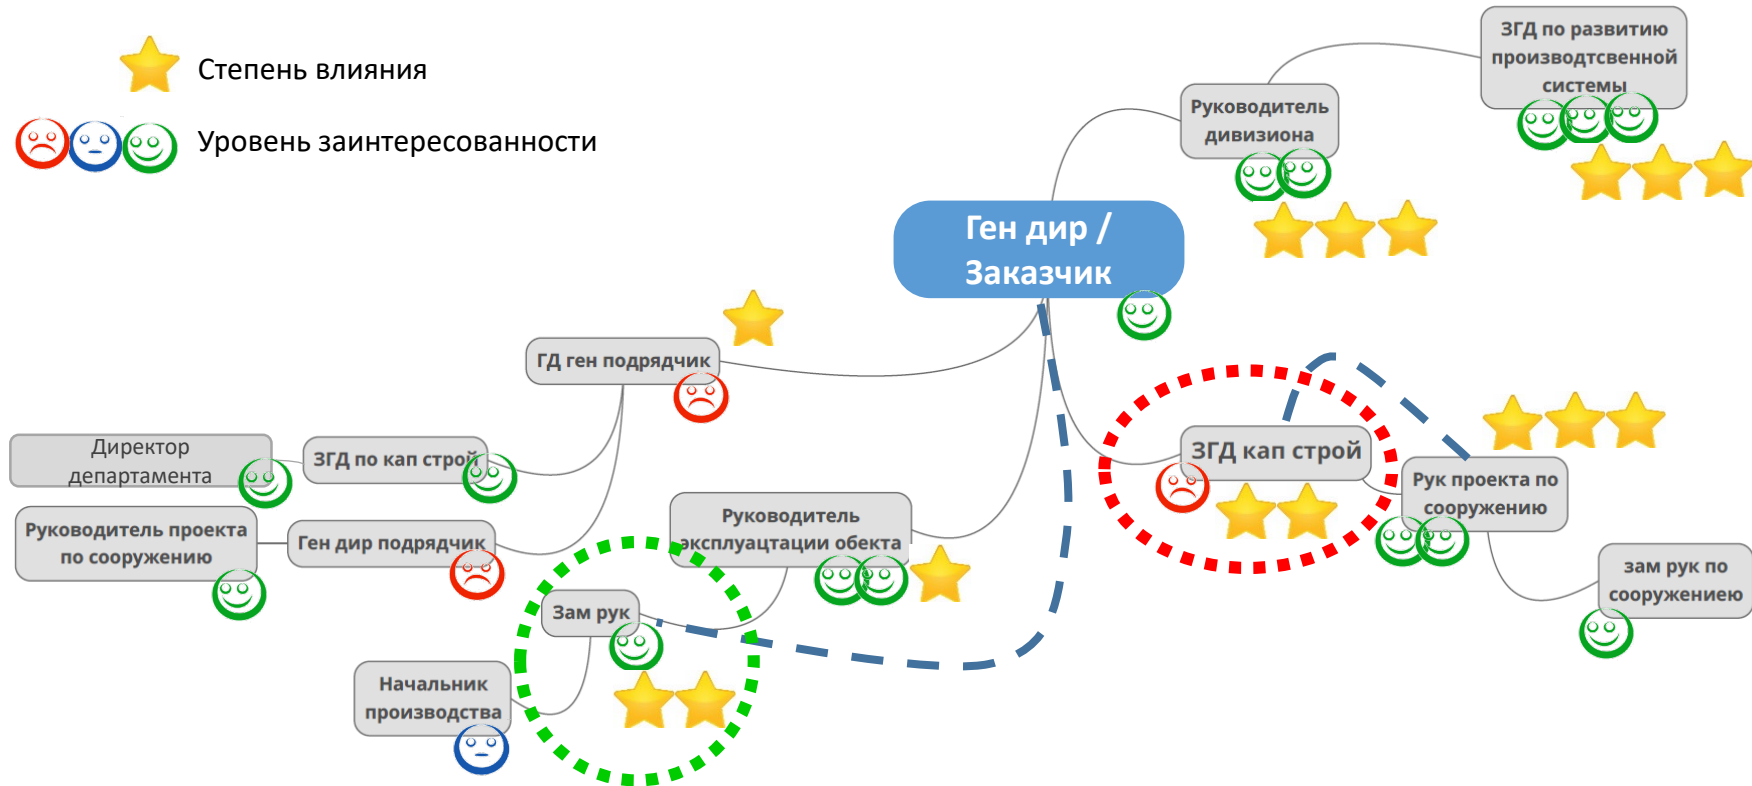 Степень влияния
Уровень заинтересованности
ЗГД по развитию
производтсвенной
системы
Руководитель
дивизиона
Ген дир /
Заказчик
ГД ген подрядчик
Директор
департамента
ЗГД по кап строй
Руководитель проекта
по сооружению
Ген дир подрядчик
Руководитель
эксплуацтации обекта
Зам рук
Начальник
производства
ЗГД кап строй
Рук проекта по
сооружению
зам рук по
сооружениею